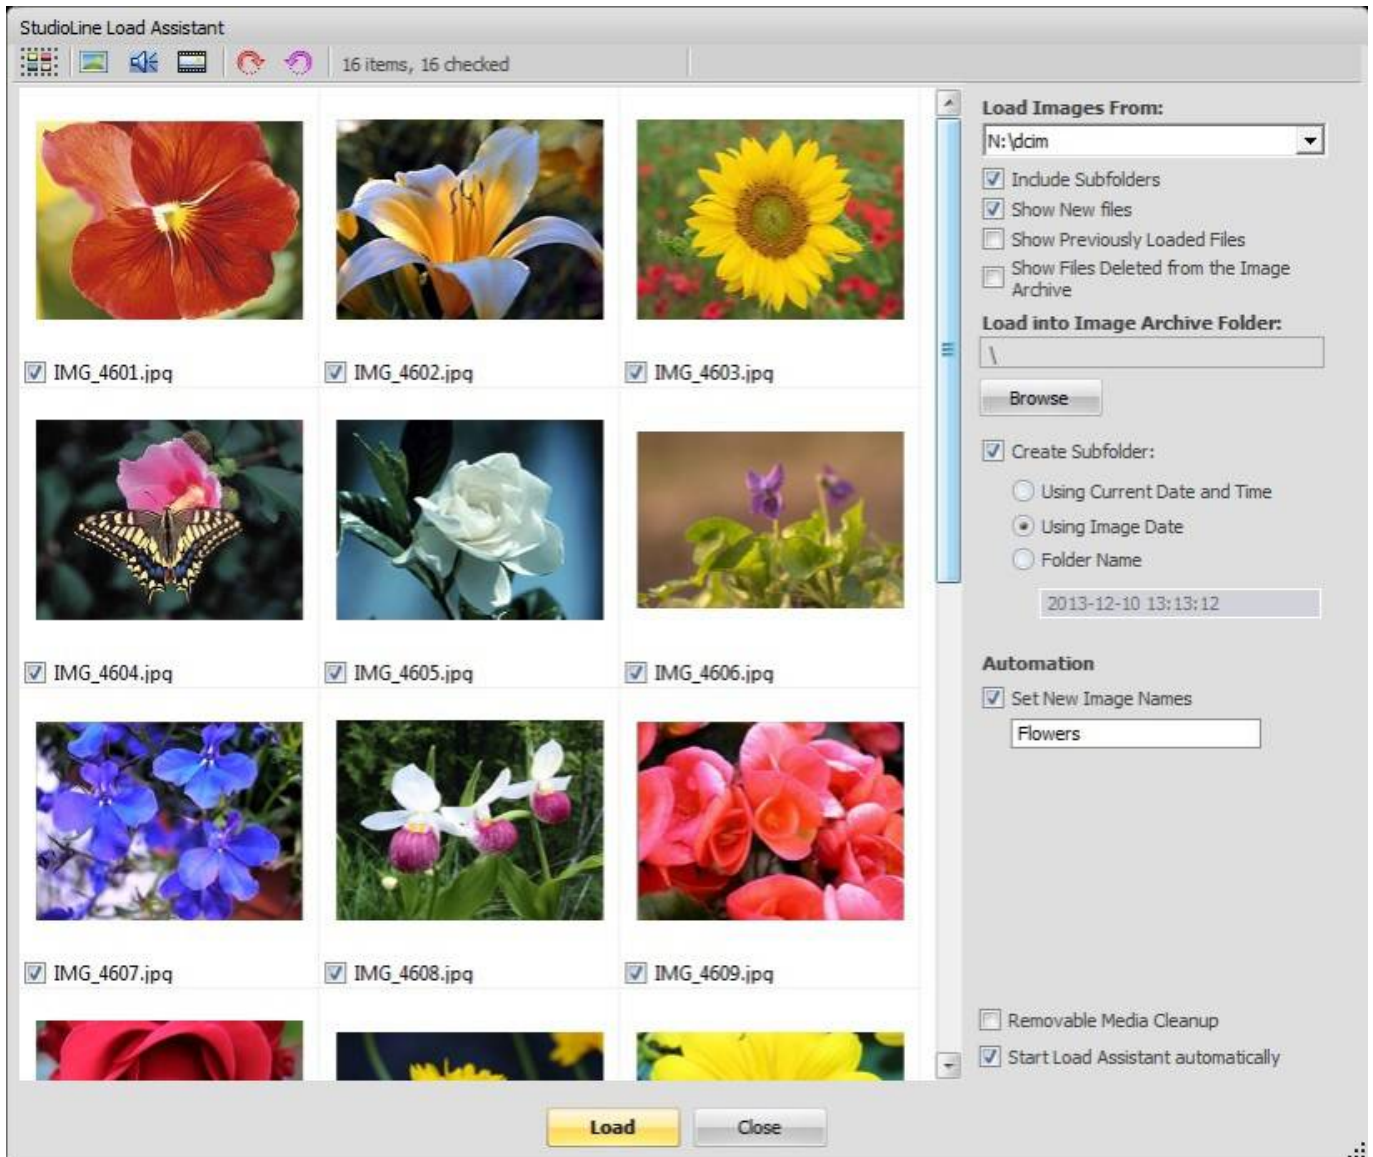 StudioLine Load Assistant
16 items, 16 checked
IMG_4601.jpg
IMG_4602.jpg
IMG_4603.jpg
IMG_4604.jpg
IMG_4605.jpg
IMG_4606.jpg
IMG_4607.jpg
IMG_4608.jpg
IMG_4609.jpg
Load Images From:
N:\dcim
Include Subfolders
Show New files
Show Previously Loaded Files
Show Files Deleted from the Image
Archive
Load into Image Archive Folder:
\
Browse
Create Subfolder:
Using Current Date and Time
Using Image Date
Folder Name
2013-12-10 13:13:12
Automation
Set New Image Names
Flowers
Removable Media Cleanup
Start Load Assistant automatically
Load
Close